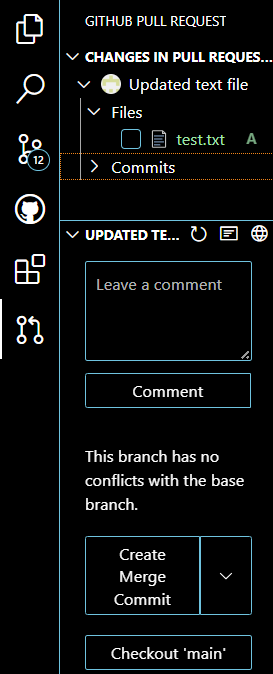 GITHUB PULL REQUEST
CHANGES IN PULL REQUES...
Updated text file
Files
test.txt A
Commits
12
UPDATED TE...
Leave a comment
Comment
This branch has no
conflicts with the base
branch.
Create
Merge
Commit
Checkout 'main'